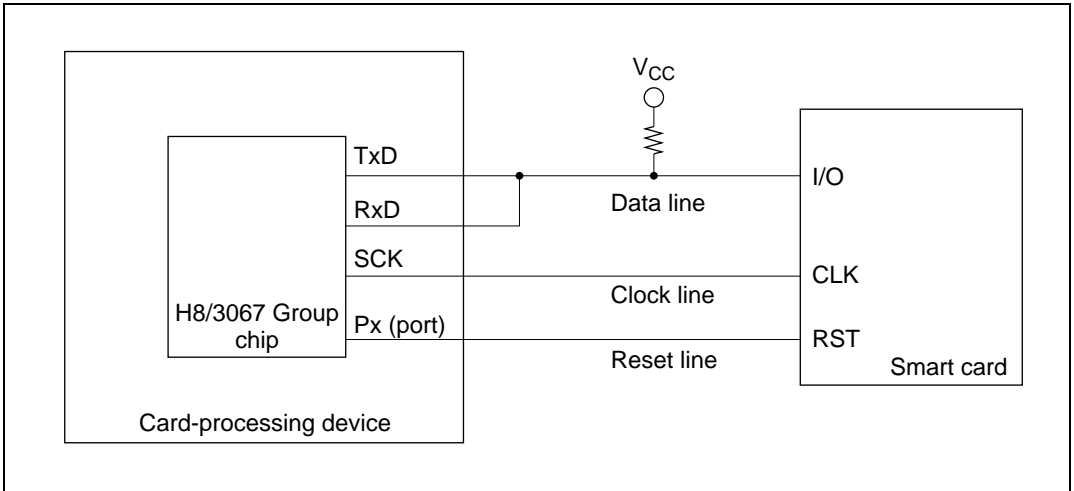 VCC
TxD
I/O
RxD
Data line
SCK
CLK
Clock line
H8/3067 Group
chip
Px (port)
RST
Reset line
Smart card
Card-processing device